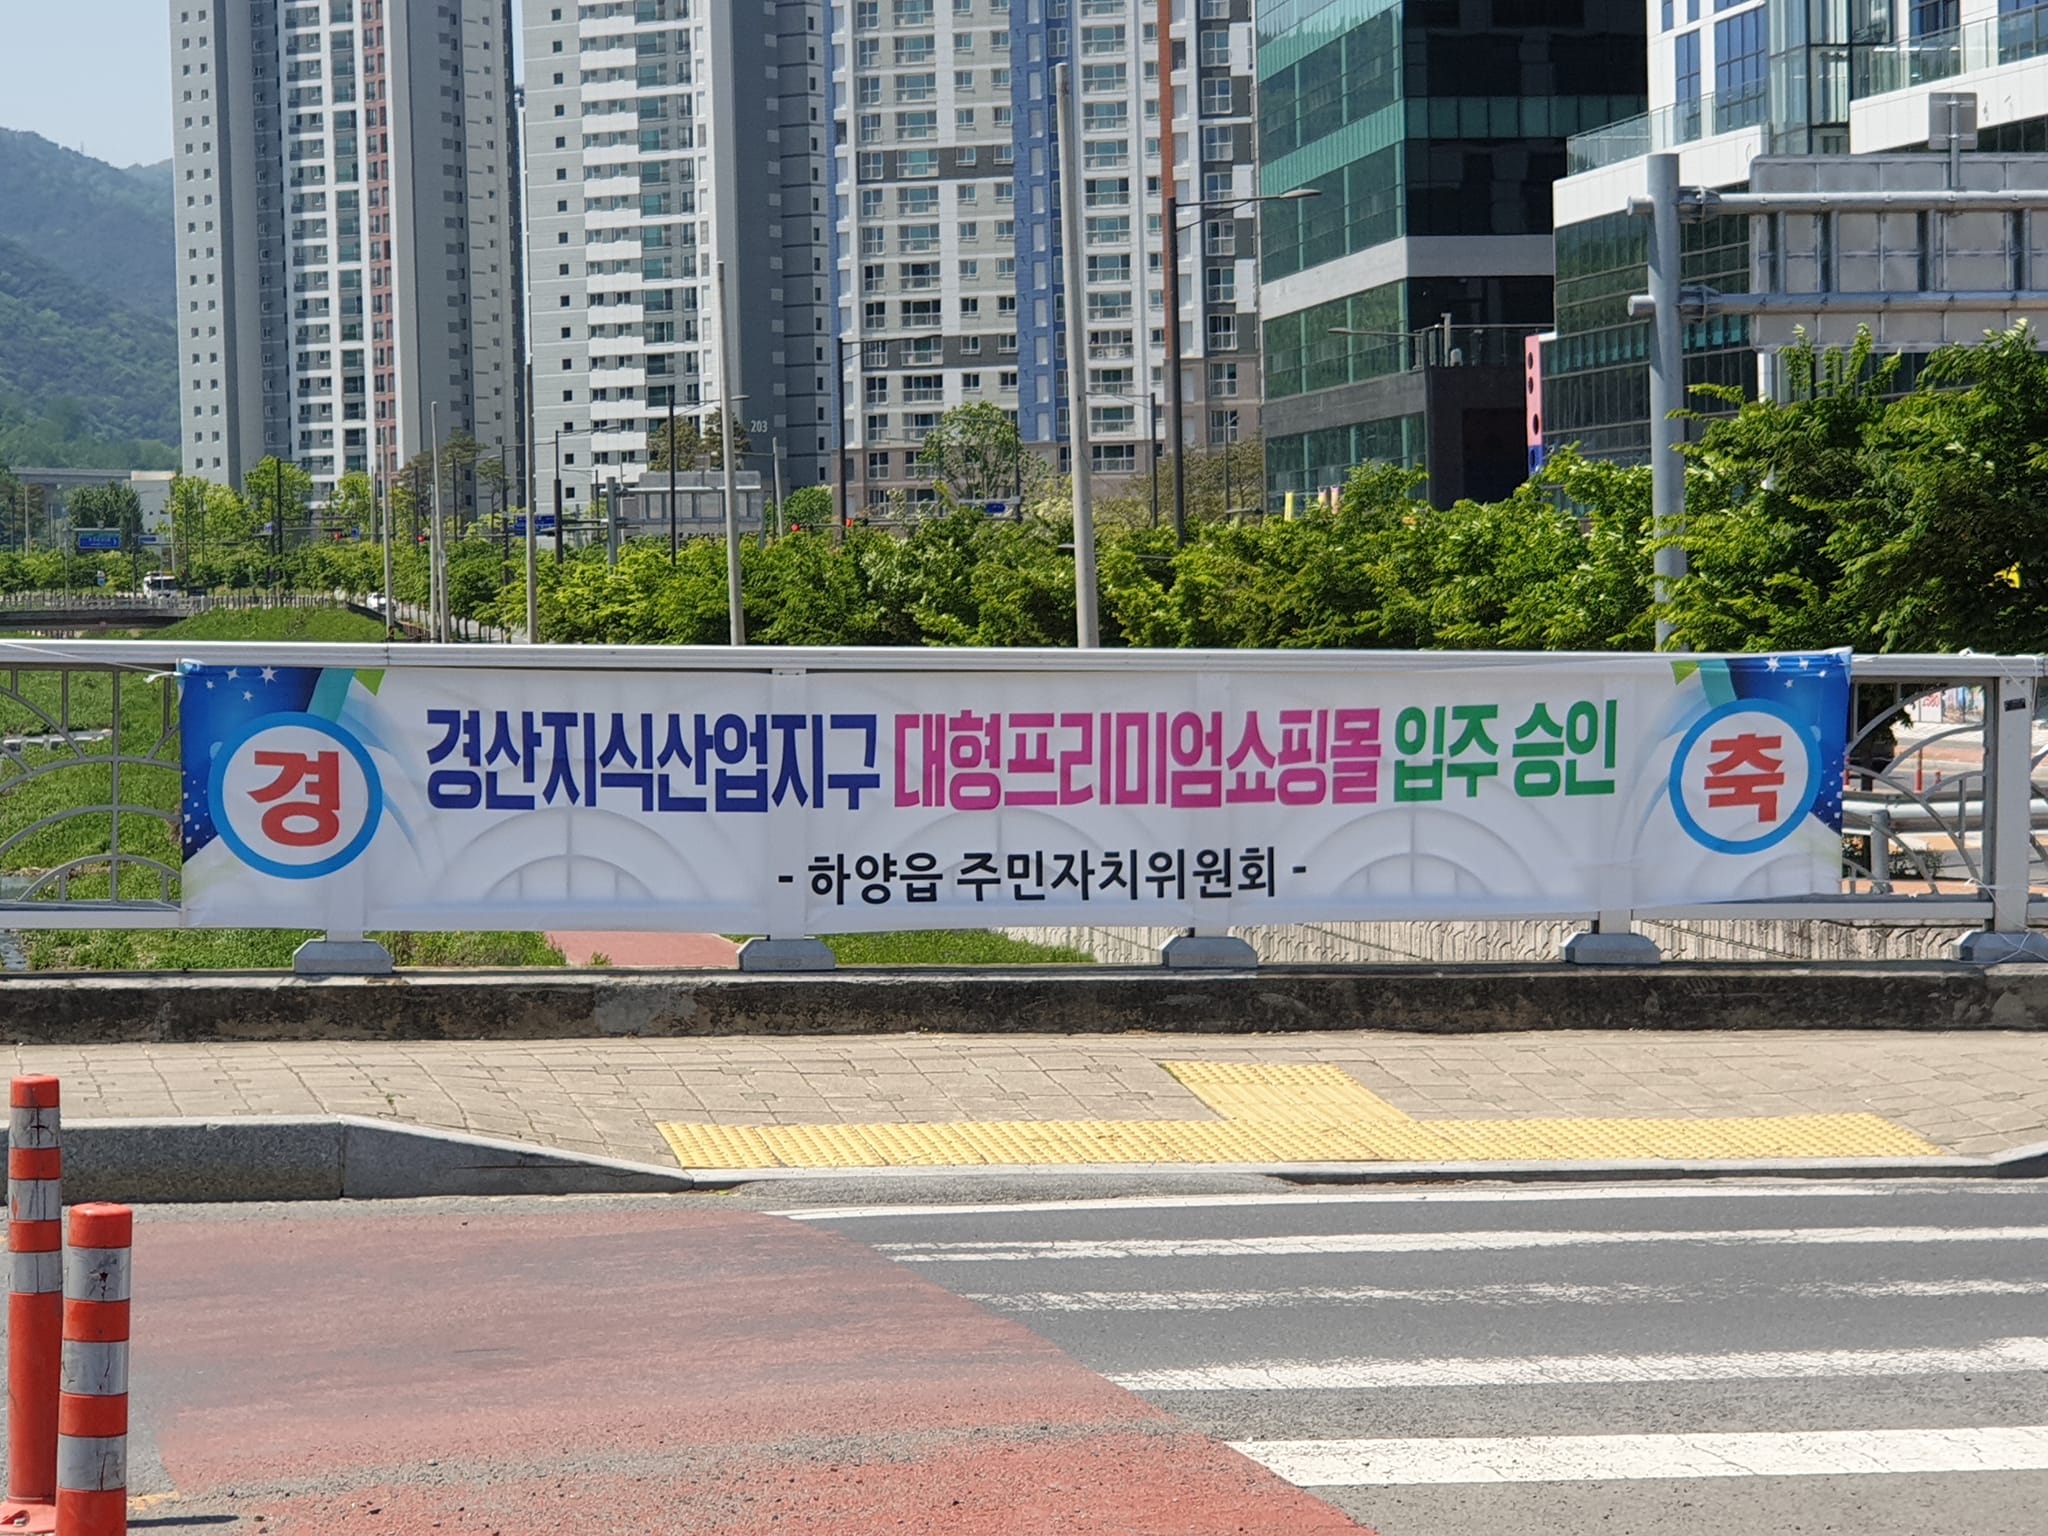 203
경 경산지식산업지구 대형프리미엄쇼핑몰 입주 승인 축
- 하양읍 주민자치위원회 -